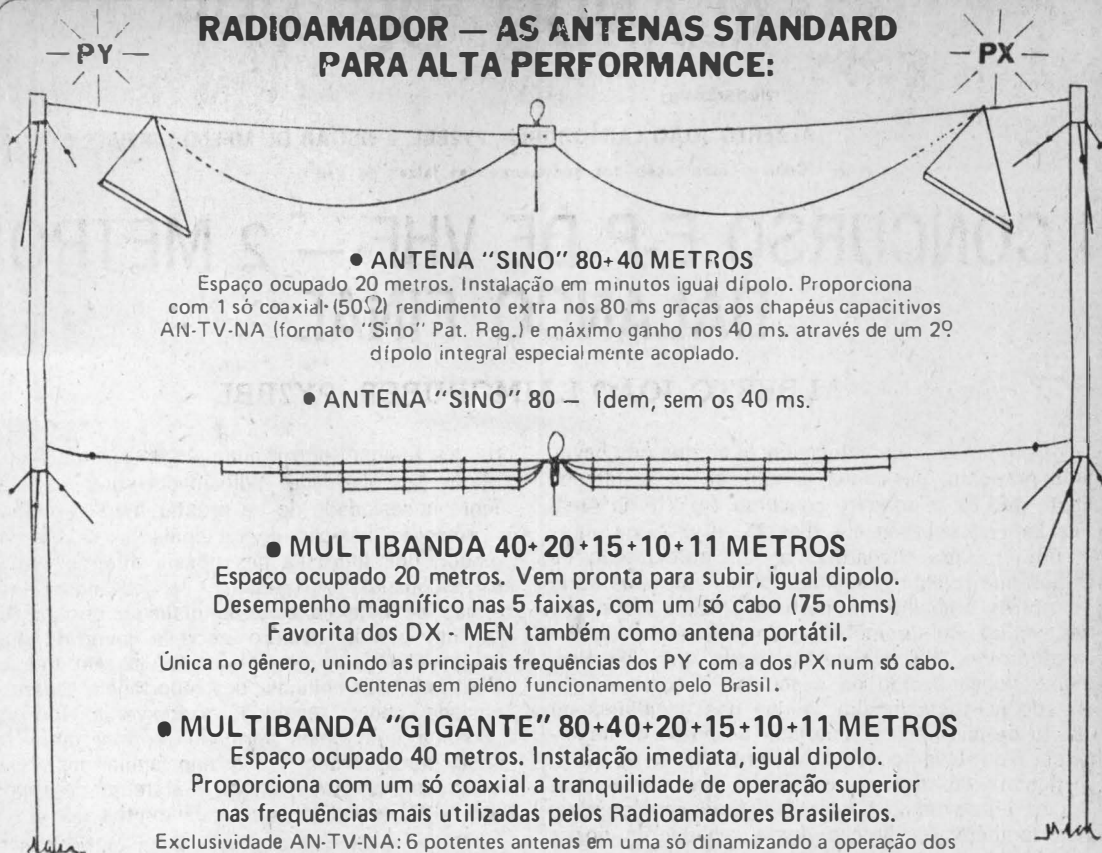 RADIOAMADOR — AS ANTENAS STANDARD
PARA ALTA PERFORMANCE:
PY
PX
● ANTENA "SINO" 80+40 METROS
Espaço ocupado 20 metros. Instalação em minutos igual dípolo. Proporciona
com 1 só coaxial (50Ω) rendimento extra nos 80 ms graças aos chapéus capacitivos
AN-TV-NA (formato "Sino" Pat. Reg.) e máximo ganho nos 40 ms. através de um 2º
dípolo integral especialmente acoplado.
● ANTENA "SINO" 80 — Idem, sem os 40 ms.
● MULTIBANDA 40+20+15+10+11 METROS
Espaço ocupado 20 metros. Vem pronta para subir, igual dipolo.
Desempenho magnífico nas 5 faixas, com um só cabo (75 ohms)
Favorita dos DX - MEN também como antena portátil.
Única no gênero, unindo as principais frequências dos PY com a dos PX num só cabo.
Centenas em pleno funcionamento pelo Brasil.
● MULTIBANDA "GIGANTE" 80+40+20+15+10+11 METROS
Espaço ocupado 40 metros. Instalação imediata, igual dipolo.
Proporciona com um só coaxial a tranquilidade de operação superior
nas frequências mais utilizadas pelos Radioamadores Brasileiros.
Exclusividade AN-TV-NA: 6 potentes antenas em uma só dinamizando a operação dos